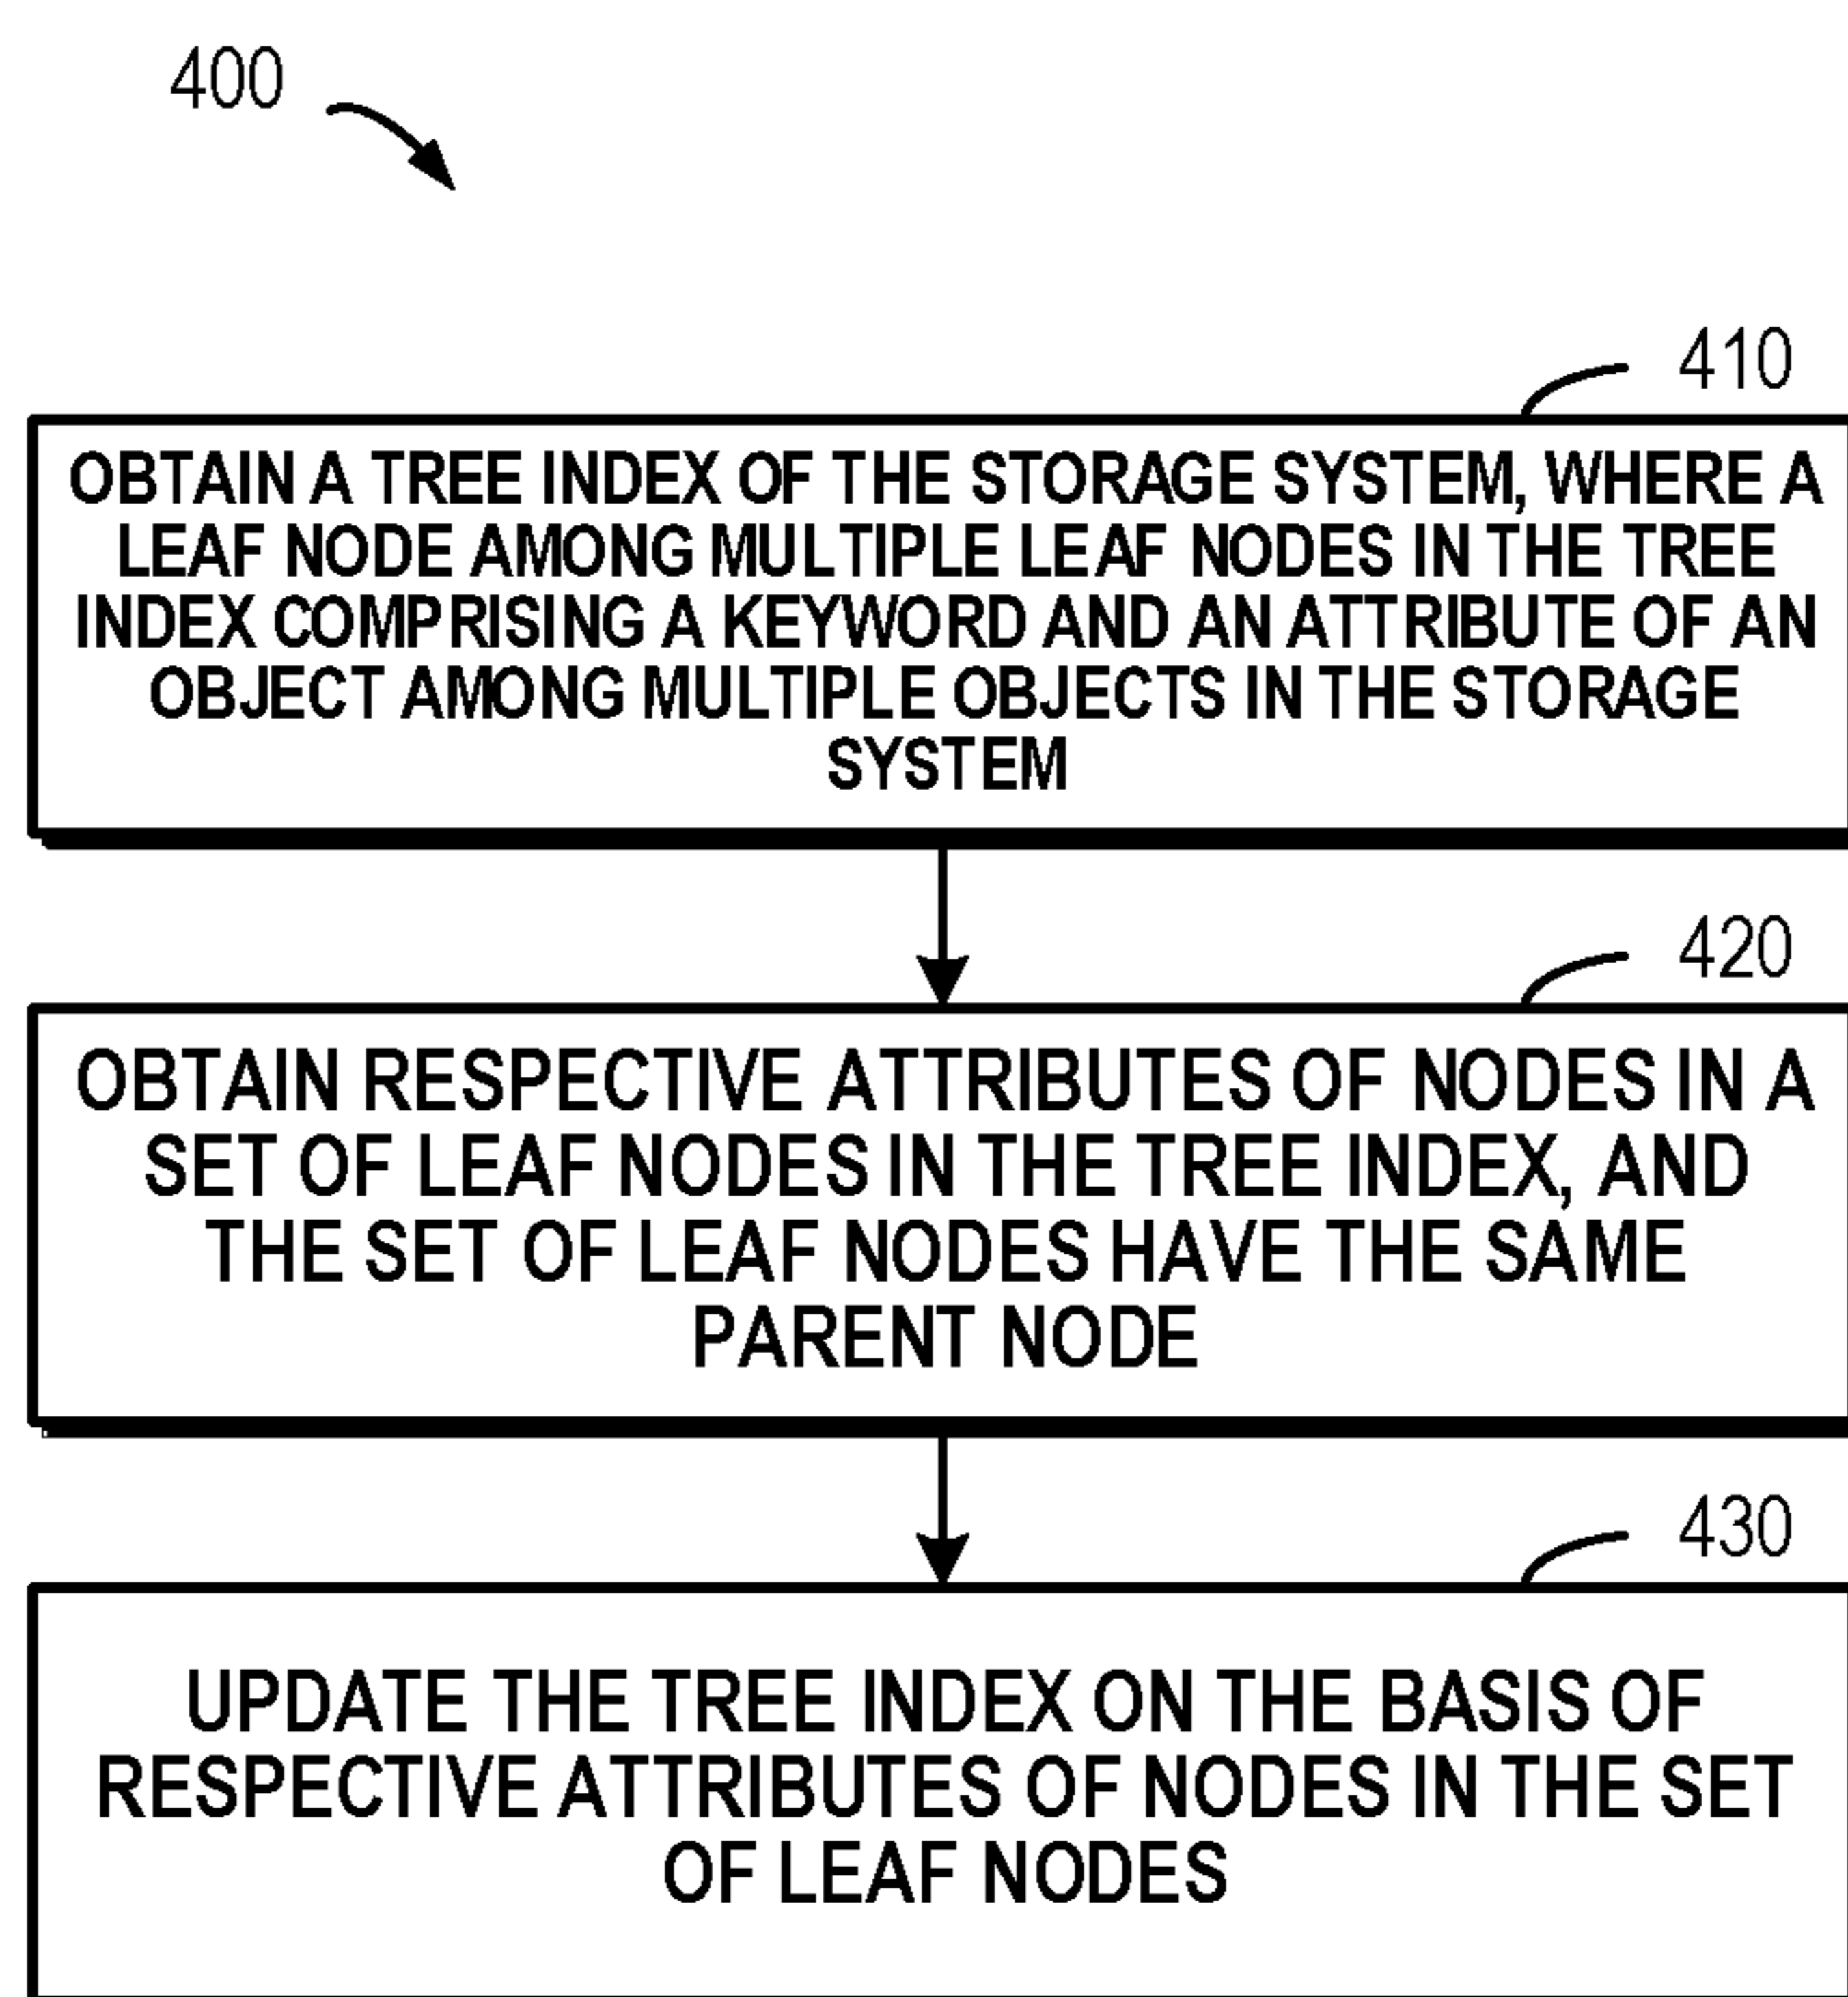 400
410
OBTAIN A TREE INDEX OF THE STORAGE SYSTEM, WHERE A
LEAF NODE AMONG MULTIPLE LEAF NODES IN THE TREE
INDEX COMPRISING A KEYWORD AND AN ATTRIBUTE OF AN
OBJECT AMONG MULTIPLE OBJECTS IN THE STORAGE
SYSTEM
420
OBTAIN RESPECTIVE ATTRIBUTES OF NODES IN A
SET OF LEAF NODES IN THE TREE INDEX, AND
THE SET OF LEAF NODES HAVE THE SAME
PARENT NODE
430
UPDATE THE TREE INDEX ON THE BASIS OF
RESPECTIVE ATTRIBUTES OF NODES IN THE SET
OF LEAF NODES